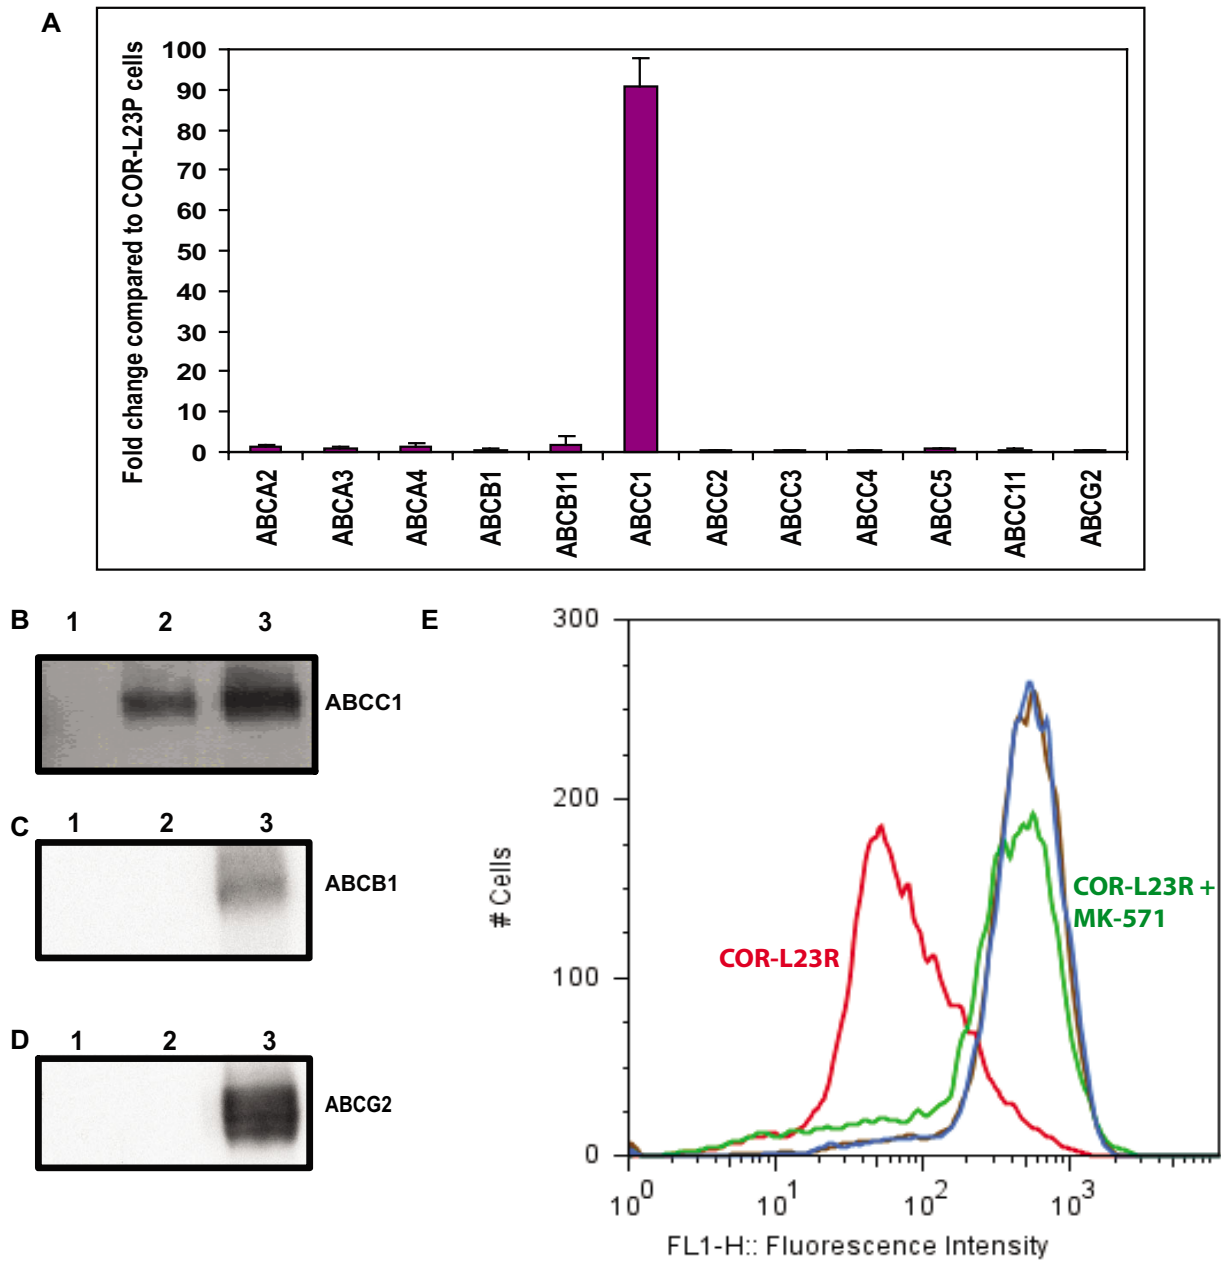 A
Fold change compared to COR-L23P cells
100
90
80
70
60
50
40
30
20
10
0
ABCA2
ABCA3
ABCA4
ABCB1
ABCB11
ABCC1
ABCC2
ABCC3
ABCC4
ABCC5
ABCC11
ABCG2
B
1 2 3
ABCC1
C
1 2 3
ABCB1
D
1 2 3
ABCG2
E
300
200
100
0
# Cells
COR-L23R
COR-L23R +
MK-571
10^0 10^1 10^2 10^3
FL1-H:: Fluorescence Intensity